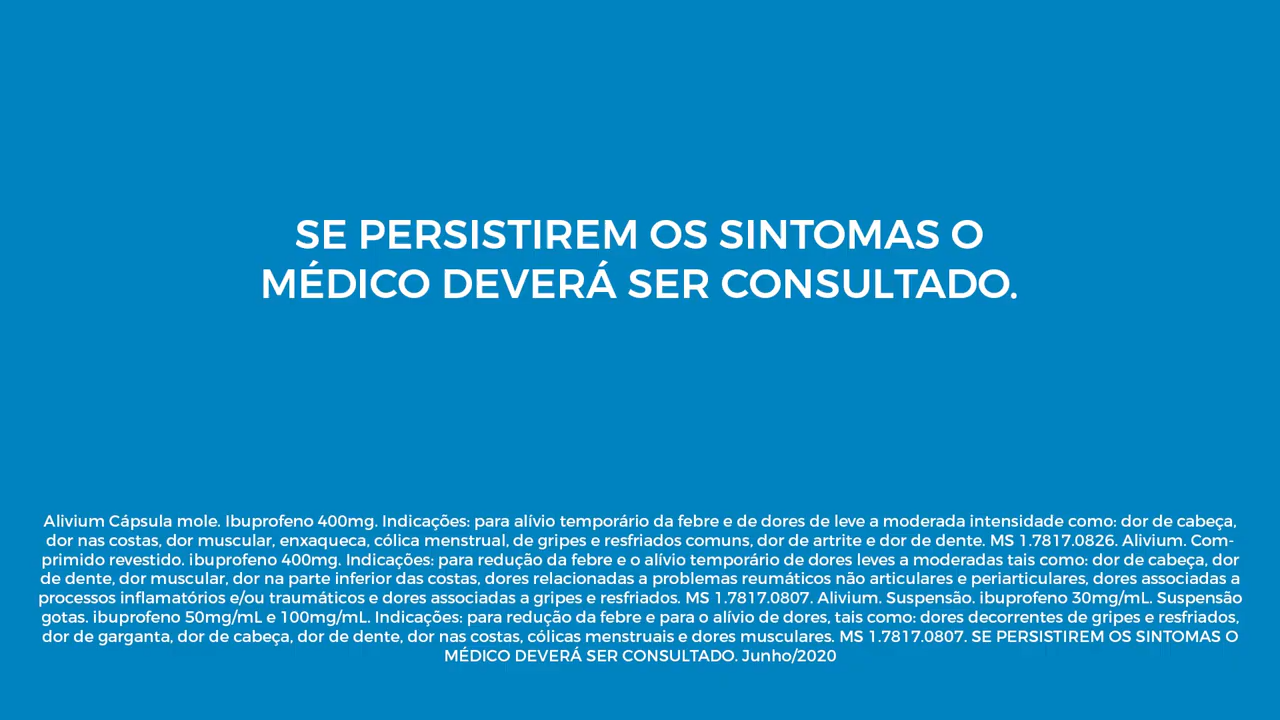 SE PERSISTIREM OS SINTOMAS O
MÉDICO DEVERÁ SER CONSULTADO.
Alivium Cápsula mole. Ibuprofeno 400mg. Indicações: para alívio temporário da febre e de dores de leve a moderada intensidade como: dor de cabeça,
dor nas costas, dor muscular, enxaqueca, cólica menstrual, de gripes e resfriados comuns, dor de artrite e dor de dente. MS 1.7817.0826. Alivium. Com-
primido revestido. ibuprofeno 400mg. Indicações: para redução da febre e o alívio temporário de dores leves a moderadas tais como: dor de cabeça, dor
de dente, dor muscular, dor na parte inferior das costas, dores relacionadas a problemas reumáticos não articulares e periarticulares, dores associadas a
processos inflamatórios e/ou traumáticos e dores associadas a gripes e resfriados. MS 1.7817.0807. Alivium. Suspensão. ibuprofeno 30mg/mL. Suspensão
gotas. ibuprofeno 50mg/mL e 100mg/mL. Indicações: para redução da febre e para o alívio de dores, tais como: dores decorrentes de gripes e resfriados,
dor de garganta, dor de cabeça, dor de dente, dor nas costas, cólicas menstruais e dores musculares. MS 1.7817.0807. SE PERSISTIREM OS SINTOMAS O
MÉDICO DEVERÁ SER CONSULTADO. Junho/2020